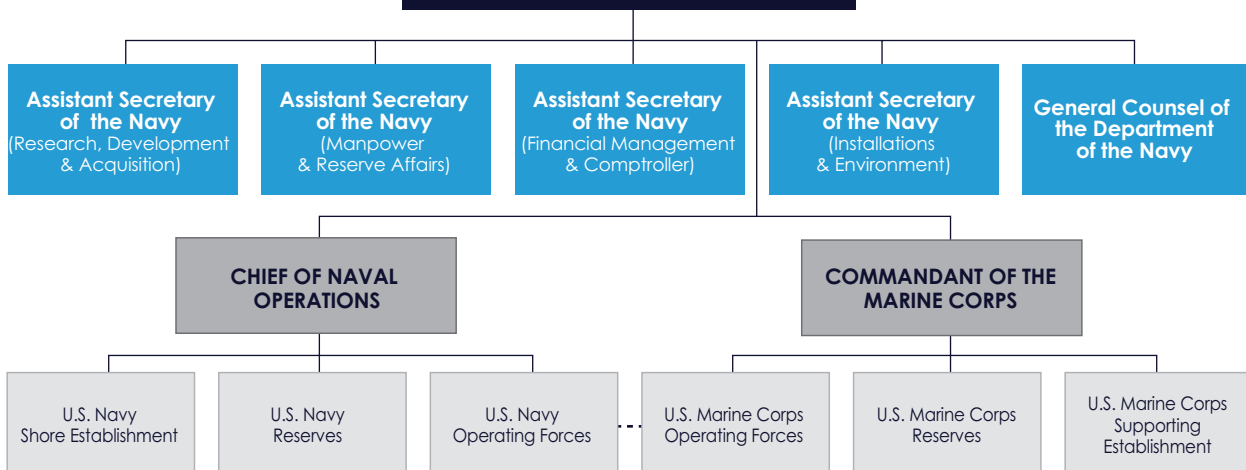 Assistant Secretary
of the Navy
(Research, Development
& Acquisition)
Assistant Secretary
of the Navy
(Manpower
& Reserve Affairs)
Assistant Secretary
of the Navy
(Financial Management
& Comptroller)
Assistant Secretary
of the Navy
(Installations
& Environment)
General Counsel of
the Department
of the Navy
CHIEF OF NAVAL
OPERATIONS
COMMANDANT OF THE
MARINE CORPS
U.S. Navy
Shore Establishment
U.S. Navy
Reserves
U.S. Navy
Operating Forces
U.S. Marine Corps
Operating Forces
U.S. Marine Corps
Reserves
U.S. Marine Corps
Supporting
Establishment